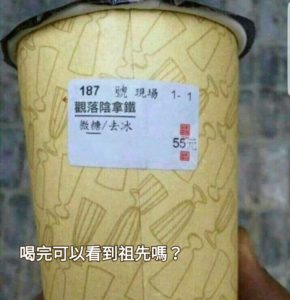 187 號 現場 1-1
觀落陰拿鐵
微糖/去冰
55元
喝完可以看到祖先嗎？